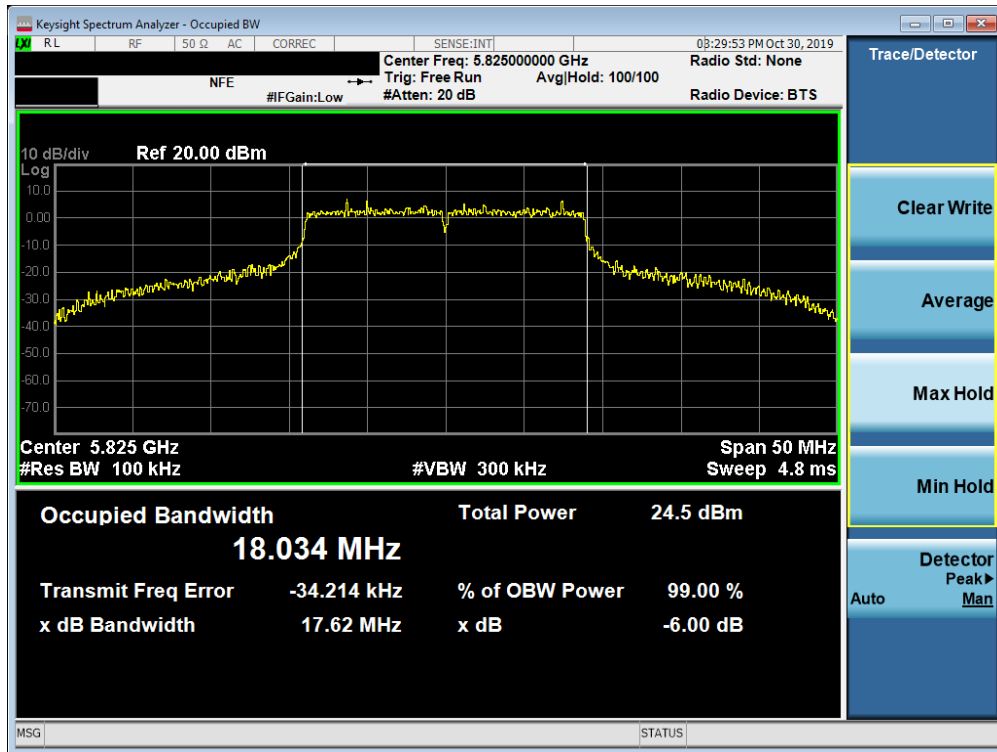 Keysight Spectrum Analyzer - Occupied BW
LXI RL RF 50 Ω AC CORREC SENSE:INT 03:29:53 PM Oct 30, 2019
Center Freq: 5.825000000 GHz Radio Std: None
NFE Trig: Free Run Avg|Hold: 100/100
#IFGain:Low #Atten: 20 dB Radio Device: BTS
10 dB/div Ref 20.00 dBm
Log
10.0
0.00
-10.0
-20.0
-30.0
-40.0
-50.0
-60.0
-70.0
Center 5.825 GHz Span 50 MHz
#Res BW 100 kHz #VBW 300 kHz Sweep 4.8 ms
Occupied Bandwidth Total Power 24.5 dBm
18.034 MHz
Transmit Freq Error -34.214 kHz % of OBW Power 99.00 %
x dB Bandwidth 17.62 MHz x dB -6.00 dB
MSG STATUS
Trace/Detector
Clear Write
Average
Max Hold
Min Hold
Detector
Peak▶
Auto Man